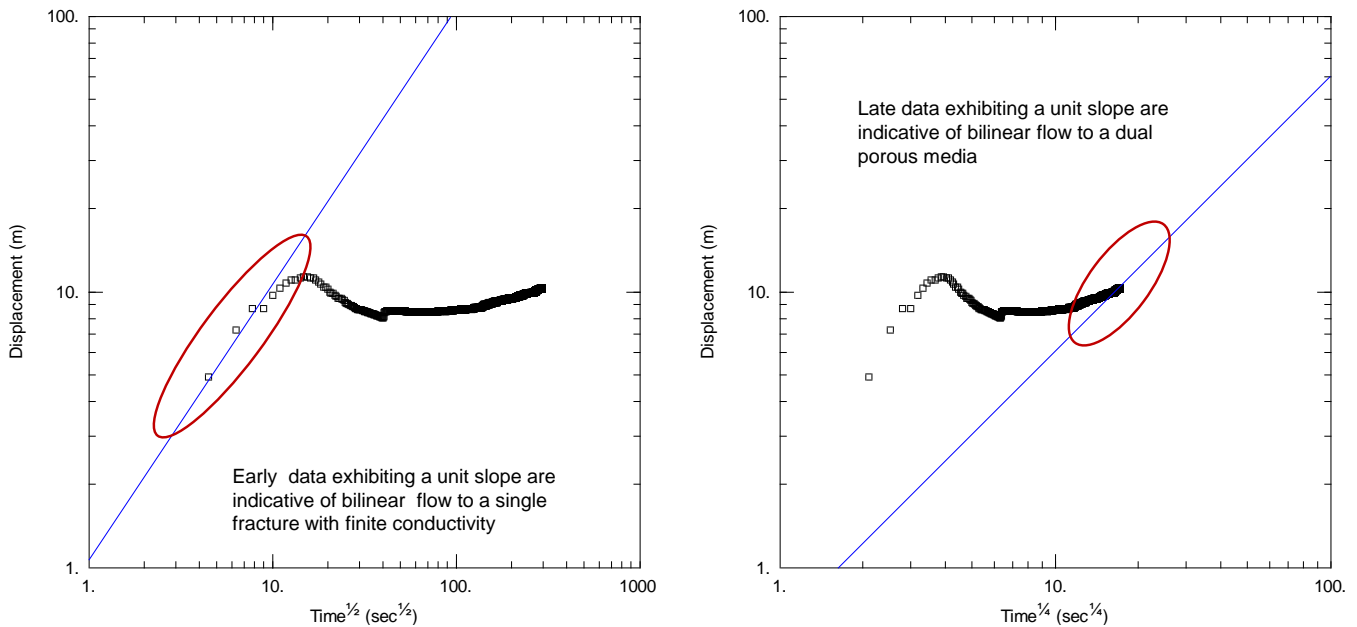 100.
10.
1.
Displacement (m)
1.
10.
100.
1000
Time½ (sec½)
Early data exhibiting a unit slope are
indicative of bilinear flow to a single
fracture with finite conductivity
100.
10.
1.
Displacement (m)
1.
10.
100.
Time¼ (sec¼)
Late data exhibiting a unit slope are
indicative of bilinear flow to a dual
porous media